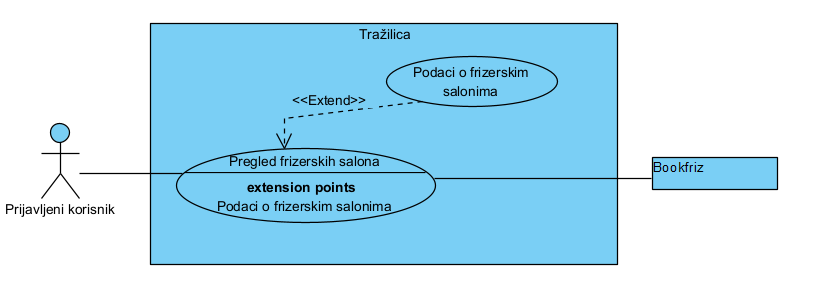 Tražilica
Podaci o frizerskim
salonima
<<Extend>>
Pregled frizerskih salona
extension points
Podaci o frizerskim salonima
Prijavljeni korisnik
Bookfriz